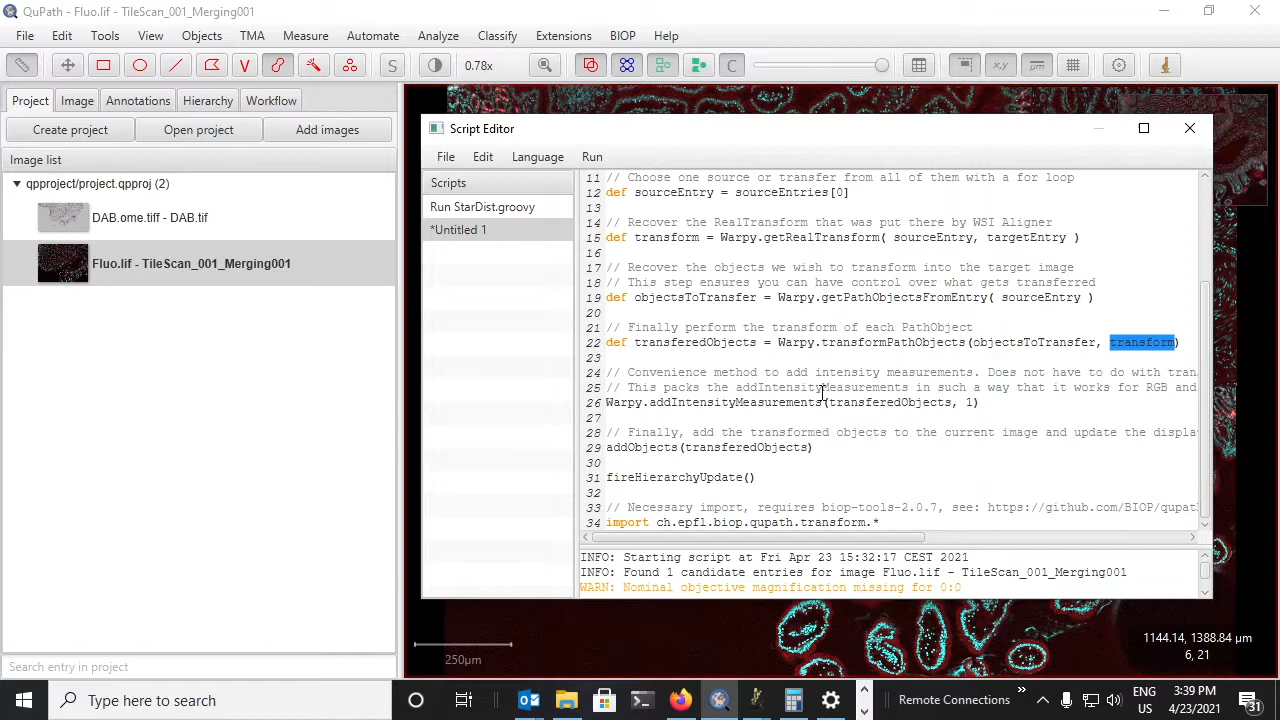 QuPath - Fluo.lif - TileScan_001_Merging001
File Edit Tools View Objects TMA Measure Automate Analyze Classify Extensions BIOP Help
V S 0.78x C x,y μm
Project Image Annotations Hierarchy Workflow
Create project Open project Add images
Image list
qpproject/project.qpproj (2)
DAB.ome.tiff - DAB.tif
Fluo.lif - TileScan_001_Merging001
Search entry in project
Script Editor
File Edit Language Run
Scripts
Run StarDist.groovy
*Untitled 1
11 // Choose one source or transfer from all of them with a for loop
12 def sourceEntry = sourceEntries[0]
13
14 // Recover the RealTransform that was put there by WSI Aligner
15 def transform = Warpy.getRealTransform( sourceEntry, targetEntry )
16
17 // Recover the objects we wish to transform into the target image
18 // This step ensures you can have control over what gets transferred
19 def objectsToTransfer = Warpy.getPathObjectsFromEntry( sourceEntry )
20
21 // Finally perform the transform of each PathObject
22 def transferedObjects = Warpy.transformPathObjects(objectsToTransfer, transform)
23
24 // Convenience method to add intensity measurements. Does not have to do with tran
25 // This packs the addIntensityMeasurements in such a way that it works for RGB and
26 Warpy.addIntensityMeasurements(transferedObjects, 1)
27
28 // Finally, add the transformed objects to the current image and update the displa
29 addObjects(transferedObjects)
30
31 fireHierarchyUpdate()
32
33 // Necessary import, requires biop-tools-2.0.7, see: https://github.com/BIOP/qupat
34 import ch.epfl.biop.qupath.transform.*
INFO: Starting script at Fri Apr 23 15:32:17 CEST 2021
INFO: Found 1 candidate entries for image Fluo.lif - TileScan_001_Merging001
WARN: Nominal objective magnification missing for 0:0
250μm
1144.14, 1388.84 μm
6, 21
Type here to search
Remote Connections
ENG
US
3:39 PM
4/23/2021
31